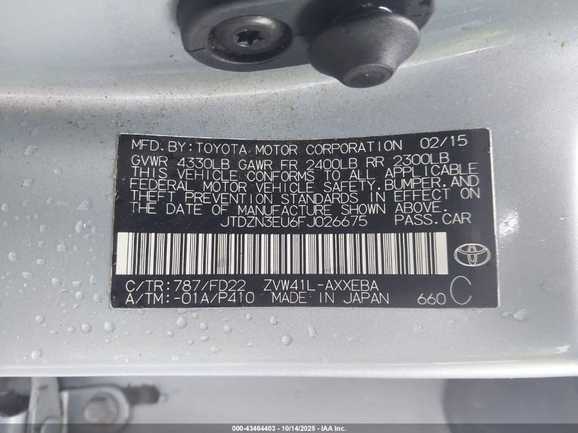 MFD. BY: TOYOTA MOTOR CORPORATION 02/15
GVWR 4330LB GAWR FR 2400LB RR 2300LB
THIS VEHICLE CONFORMS TO ALL APPLICABLE
FEDERAL MOTOR VEHICLE SAFETY, BUMPER, AND
THEFT PREVENTION STANDARDS IN EFFECT ON
THE DATE OF MANUFACTURE SHOWN ABOVE.
JTDZN3EU6FJ026675 PASS.CAR
C/TR: 787/FD22 ZVW41L-AXXEBA
A/TM: -01A/P410 MADE IN JAPAN 660 C
000-43464403 - 10/14/2025 - IAA Inc.